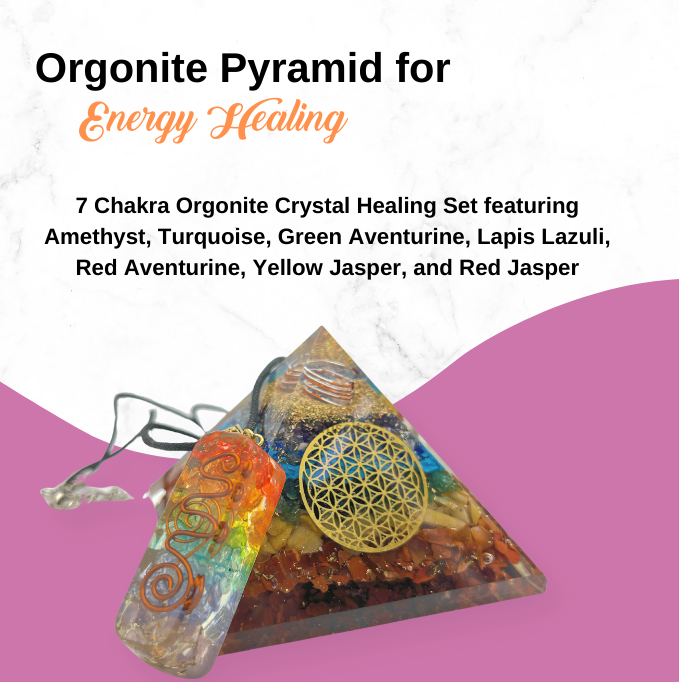 Orgonite Pyramid for
Energy Healing
7 Chakra Orgonite Crystal Healing Set featuring
Amethyst, Turquoise, Green Aventurine, Lapis Lazuli,
Red Aventurine, Yellow Jasper, and Red Jasper